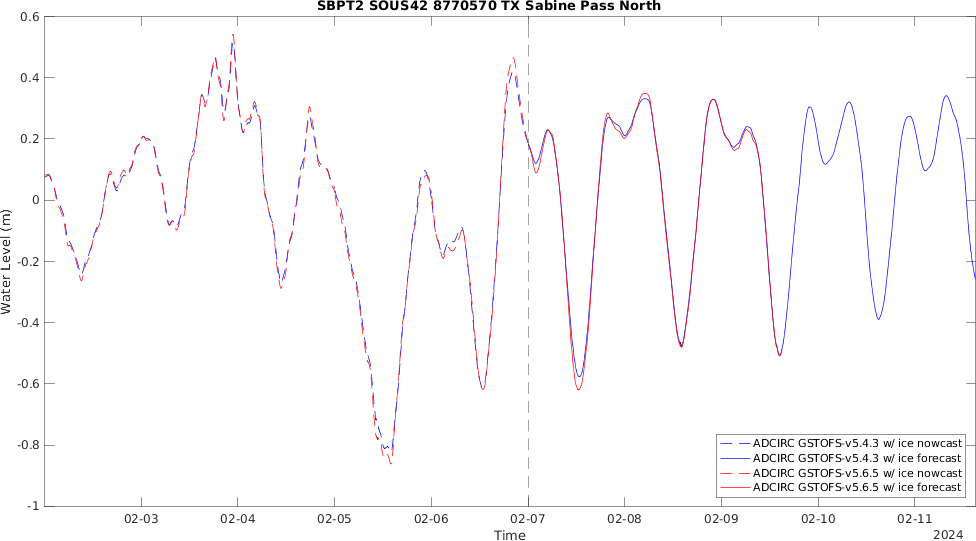 SBPT2 SOUS42 8770570 TX Sabine Pass North
0.6
0.4
0.2
0
-0.2
-0.4
-0.6
-0.8
-1
Water Level (m)
02-03 02-04 02-05 02-06 02-07 02-08 02-09 02-10 02-11
Time
2024
ADCIRC GSTOFS-v5.4.3 w/ ice nowcast
ADCIRC GSTOFS-v5.4.3 w/ ice forecast
ADCIRC GSTOFS-v5.6.5 w/ ice nowcast
ADCIRC GSTOFS-v5.6.5 w/ ice forecast